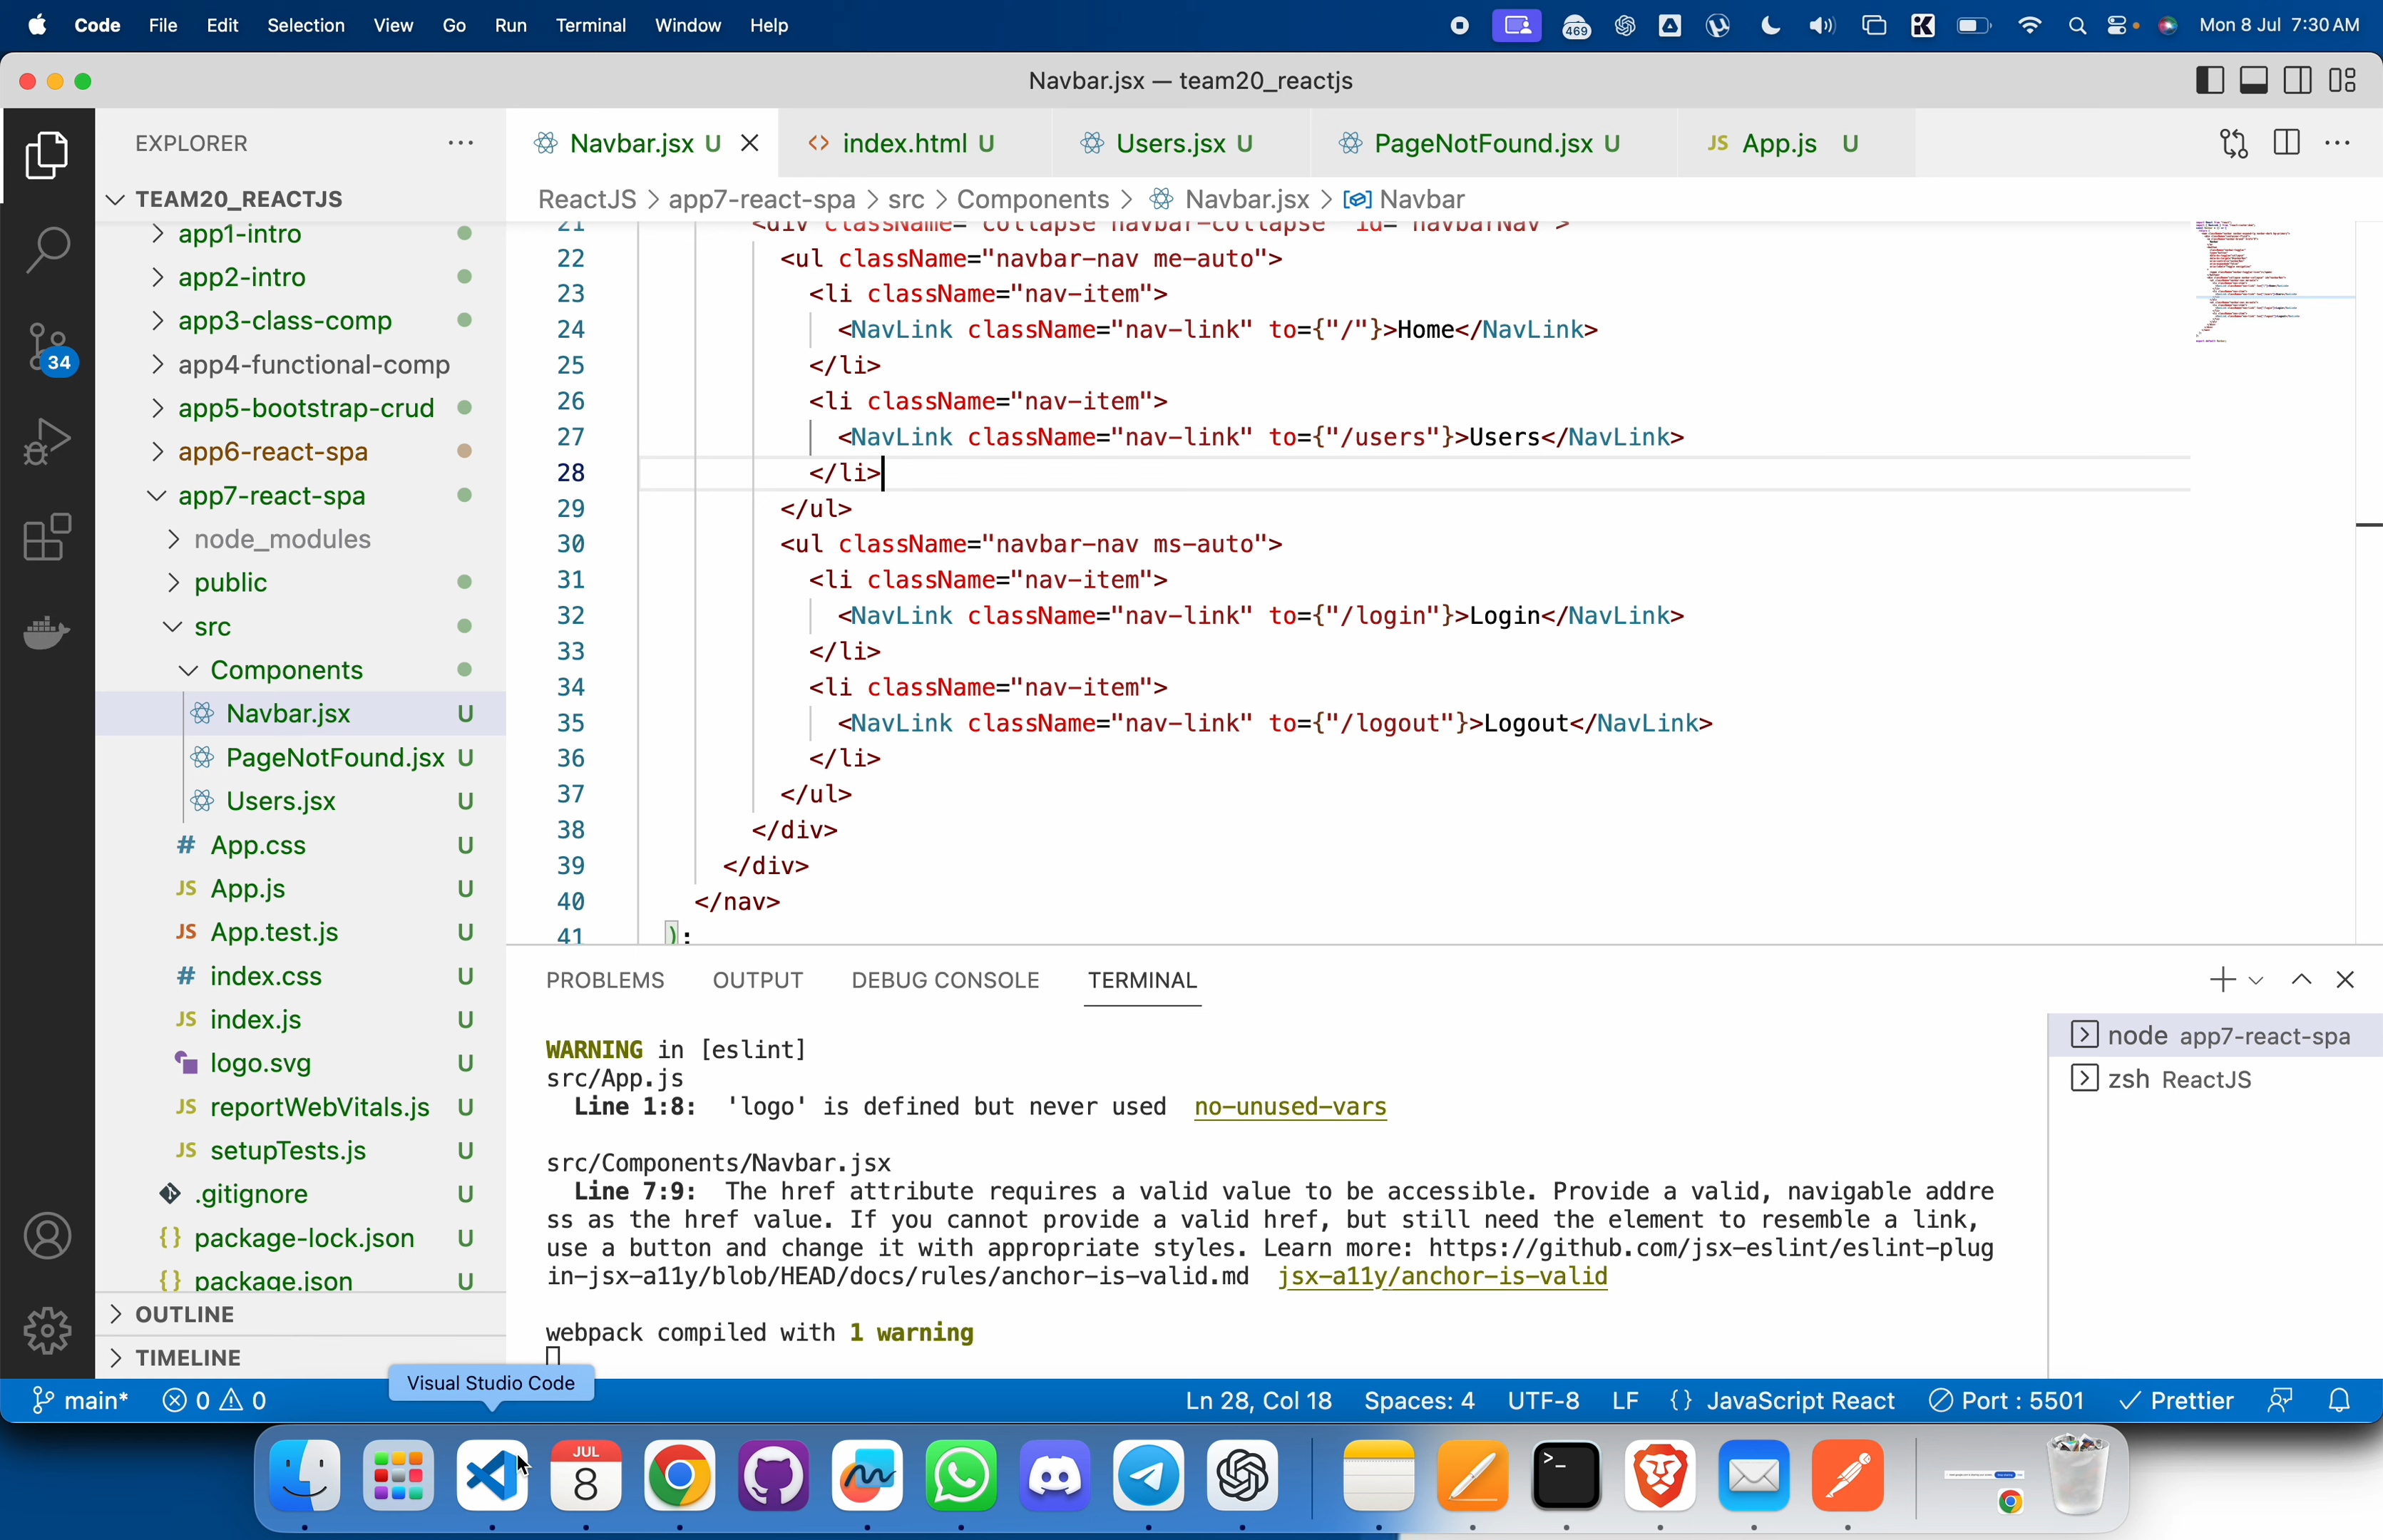 Code File Edit Selection View Go Run Terminal Window Help 469 Mon 8 Jul 7:30 AM
Navbar.jsx — team20_reactjs
EXPLORER
Navbar.jsx U
index.html U
Users.jsx U
PageNotFound.jsx U
JS App.js U
TEAM20_REACTJS
ReactJS > app7-react-spa > src > Components > Navbar.jsx > Navbar
app1-intro
app2-intro
app3-class-comp
app4-functional-comp
app5-bootstrap-crud
app6-react-spa
app7-react-spa
node_modules
public
src
Components
Navbar.jsx U
PageNotFound.jsx U
Users.jsx U
# App.css U
JS App.js U
JS App.test.js U
# index.css U
JS index.js U
logo.svg U
JS reportWebVitals.js U
JS setupTests.js U
.gitignore U
{} package-lock.json U
{} package.json U
OUTLINE
TIMELINE
34
21 <div className="collapse navbar-collapse" id="navbarNav">
22 <ul className="navbar-nav me-auto">
23 <li className="nav-item">
24 <NavLink className="nav-link" to={"/"}>Home</NavLink>
25 </li>
26 <li className="nav-item">
27 <NavLink className="nav-link" to={"/users"}>Users</NavLink>
28 </li>
29 </ul>
30 <ul className="navbar-nav ms-auto">
31 <li className="nav-item">
32 <NavLink className="nav-link" to={"/login"}>Login</NavLink>
33 </li>
34 <li className="nav-item">
35 <NavLink className="nav-link" to={"/logout"}>Logout</NavLink>
36 </li>
37 </ul>
38 </div>
39 </div>
40 </nav>
41 );
PROBLEMS OUTPUT DEBUG CONSOLE TERMINAL
WARNING in [eslint]
src/App.js
Line 1:8: 'logo' is defined but never used no-unused-vars
src/Components/Navbar.jsx
Line 7:9: The href attribute requires a valid value to be accessible. Provide a valid, navigable addre
ss as the href value. If you cannot provide a valid href, but still need the element to resemble a link,
use a button and change it with appropriate styles. Learn more: https://github.com/jsx-eslint/eslint-plug
in-jsx-a11y/blob/HEAD/docs/rules/anchor-is-valid.md jsx-a11y/anchor-is-valid
webpack compiled with 1 warning
node app7-react-spa
zsh ReactJS
Visual Studio Code
main* 0 0 Ln 28, Col 18 Spaces: 4 UTF-8 LF {} JavaScript React Port : 5501 Prettier
JUL
8